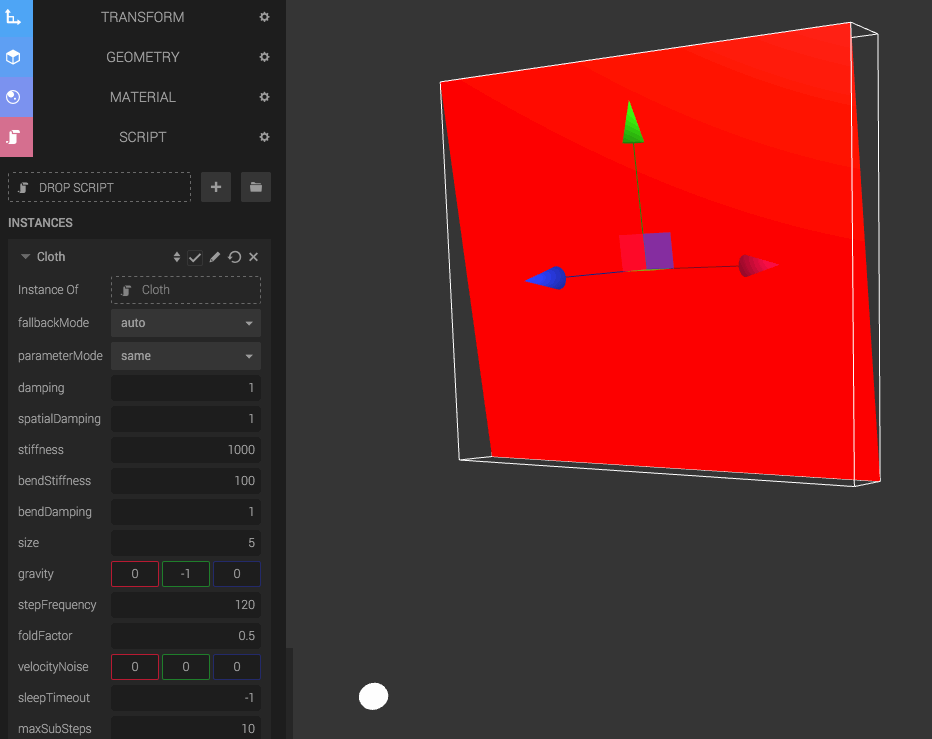 TRANSFORM
GEOMETRY
MATERIAL
SCRIPT
DROP SCRIPT
INSTANCES
Cloth
Instance Of Cloth
fallbackMode auto
parameterMode same
damping 1
spatialDamping 1
stiffness 1000
bendStiffness 100
bendDamping 1
size 5
gravity 0 -1 0
stepFrequency 120
foldFactor 0.5
velocityNoise 0 0 0
sleepTimeout -1
maxSubSteps 10